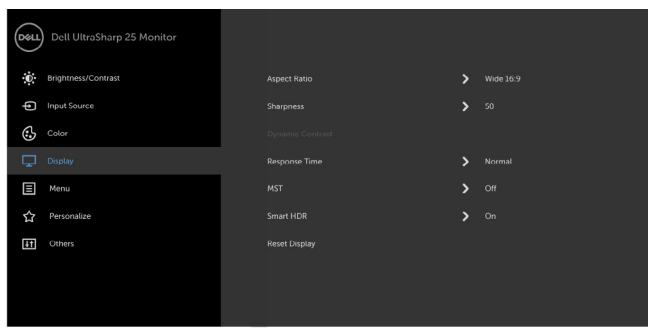 DELL Dell UltraSharp 25 Monitor
Brightness/Contrast
Input Source
Color
Display
Menu
Personalize
Others
Aspect Ratio Wide 16:9
Sharpness 50
Dynamic Contrast
Response Time Normal
MST Off
Smart HDR On
Reset Display